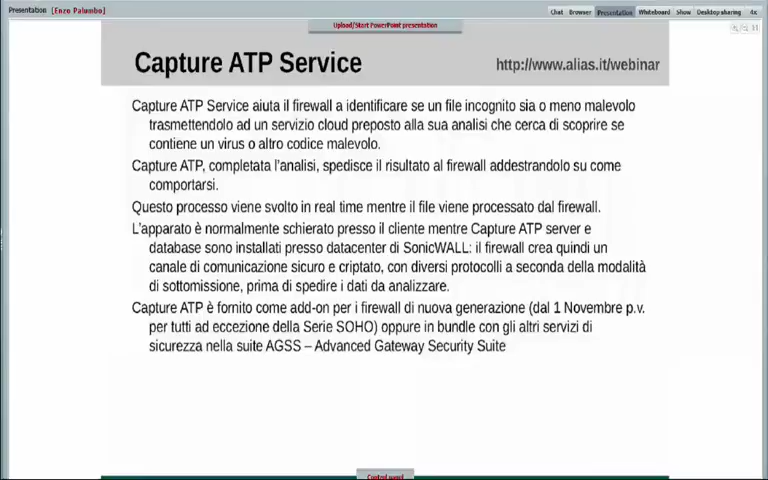 Presentation [Enzo Palumbo]
Chat Browser Presentation Whiteboard Show Desktop sharing 4x
Upload/Start PowerPoint presentation
Capture ATP Service
http://www.alias.it/webinar
Capture ATP Service aiuta il firewall a identificare se un file incognito sia o meno malevolo
trasmettendolo ad un servizio cloud preposto alla sua analisi che cerca di scoprire se
contiene un virus o altro codice malevolo.
Capture ATP, completata l'analisi, spedisce il risultato al firewall addestrandolo su come
comportarsi.
Questo processo viene svolto in real time mentre il file viene processato dal firewall.
L'apparato è normalmente schierato presso il cliente mentre Capture ATP server e
database sono installati presso datacenter di SonicWALL: il firewall crea quindi un
canale di comunicazione sicuro e criptato, con diversi protocolli a seconda della modalità
di sottomissione, prima di spedire i dati da analizzare.
Capture ATP è fornito come add-on per i firewall di nuova generazione (dal 1 Novembre p.v.
per tutti ad eccezione della Serie SOHO) oppure in bundle con gli altri servizi di
sicurezza nella suite AGSS – Advanced Gateway Security Suite
Control panel